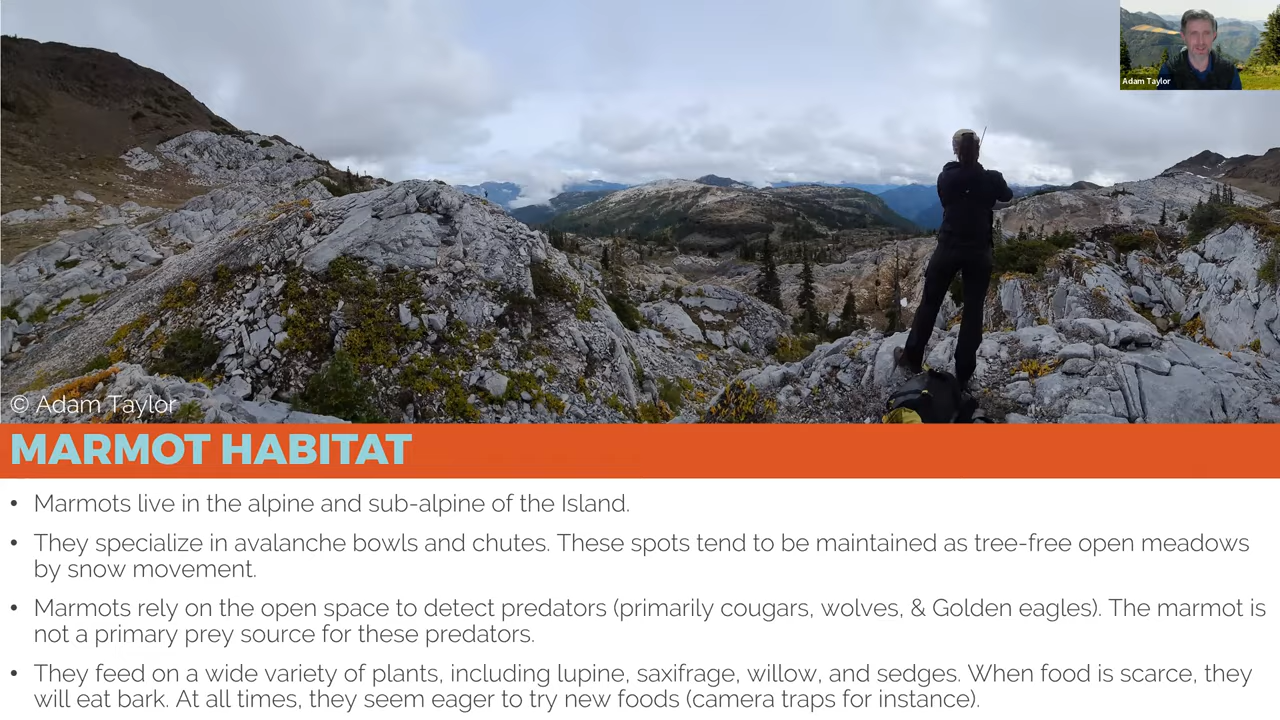 Adam Taylor
© Adam Taylor
MARMOT HABITAT
• Marmots live in the alpine and sub-alpine of the Island.
• They specialize in avalanche bowls and chutes. These spots tend to be maintained as tree-free open meadows
by snow movement.
• Marmots rely on the open space to detect predators (primarily cougars, wolves, & Golden eagles). The marmot is
not a primary prey source for these predators.
• They feed on a wide variety of plants, including lupine, saxifrage, willow, and sedges. When food is scarce, they
will eat bark. At all times, they seem eager to try new foods (camera traps for instance).